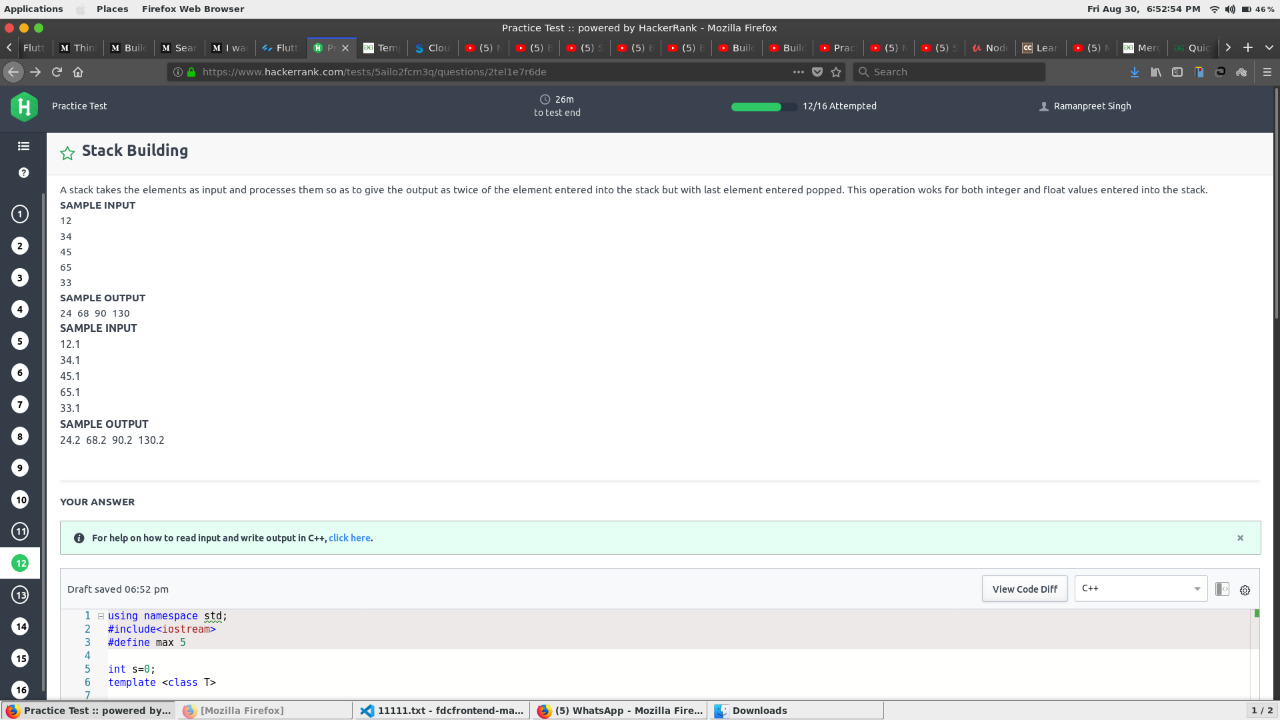 Applications Places Firefox Web Browser Fri Aug 30, 6:52:54 PM 46%
Practice Test :: powered by HackerRank - Mozilla Firefox
Flutt Thin Build Sear I wa Flutt Pr Tem Clou (5) (5) (5) (5) (5) Buil Buil Prac (5) (5) Node Lear (5) Merc Quic
https://www.hackerrank.com/tests/5ailo2fcm3q/questions/2tel1e7r6de Search
Practice Test 26m 12/16 Attempted Ramanpreet Singh
to test end
Stack Building
A stack takes the elements as input and processes them so as to give the output as twice of the element entered into the stack but with last element entered popped. This operation woks for both integer and float values entered into the stack.
SAMPLE INPUT
12
34
45
65
33
SAMPLE OUTPUT
24 68 90 130
SAMPLE INPUT
12.1
34.1
45.1
65.1
33.1
SAMPLE OUTPUT
24.2 68.2 90.2 130.2
1
2
3
4
5
6
7
8
9
10
11
12
13
14
15
16
YOUR ANSWER
For help on how to read input and write output in C++, click here.
Draft saved 06:52 pm View Code Diff C++
1 using namespace std;
2 #include<iostream>
3 #define max 5
4
5 int s=0;
6 template <class T>
7
Practice Test :: powered by... [Mozilla Firefox] 11111.txt - fdcfrontend-ma... (5) WhatsApp - Mozilla Fire... Downloads 1 / 2